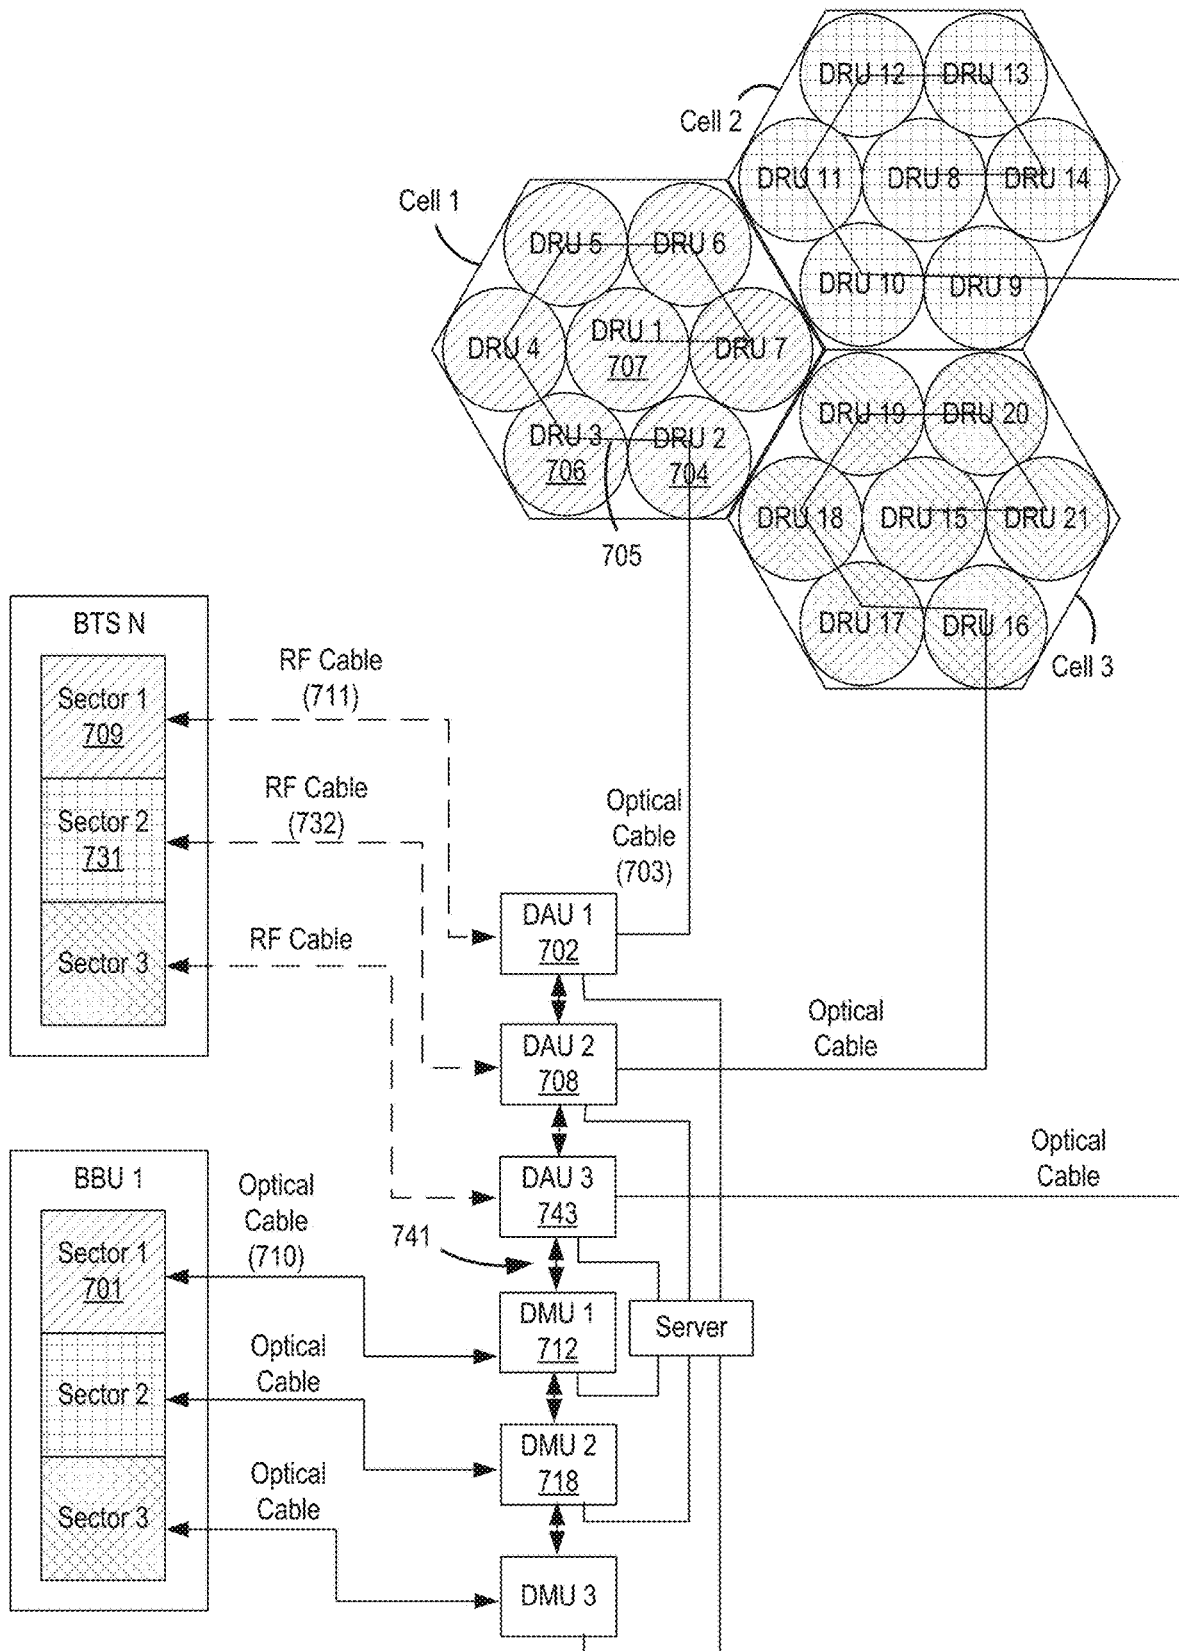 DRU 12
DRU 13
Cell 2
DRU 11
DRU 8
DRU 14
Cell 1
DRU 5
DRU 6
DRU 10
DRU 9
DRU 4
DRU 1
707
DRU 7
DRU 19
DRU 20
DRU 3
706
DRU 2
704
DRU 18
DRU 15
DRU 21
705
DRU 17
DRU 16
Cell 3
BTS N
Sector 1
709
RF Cable
(711)
Sector 2
731
RF Cable
(732)
Optical
Cable
(703)
Sector 3
RF Cable
DAU 1
702
DAU 2
708
Optical
Cable
DAU 3
743
Optical
Cable
741
BBU 1
Sector 1
701
Optical
Cable
(710)
DMU 1
712
Server
Sector 2
Optical
Cable
DMU 2
718
Sector 3
Optical
Cable
DMU 3